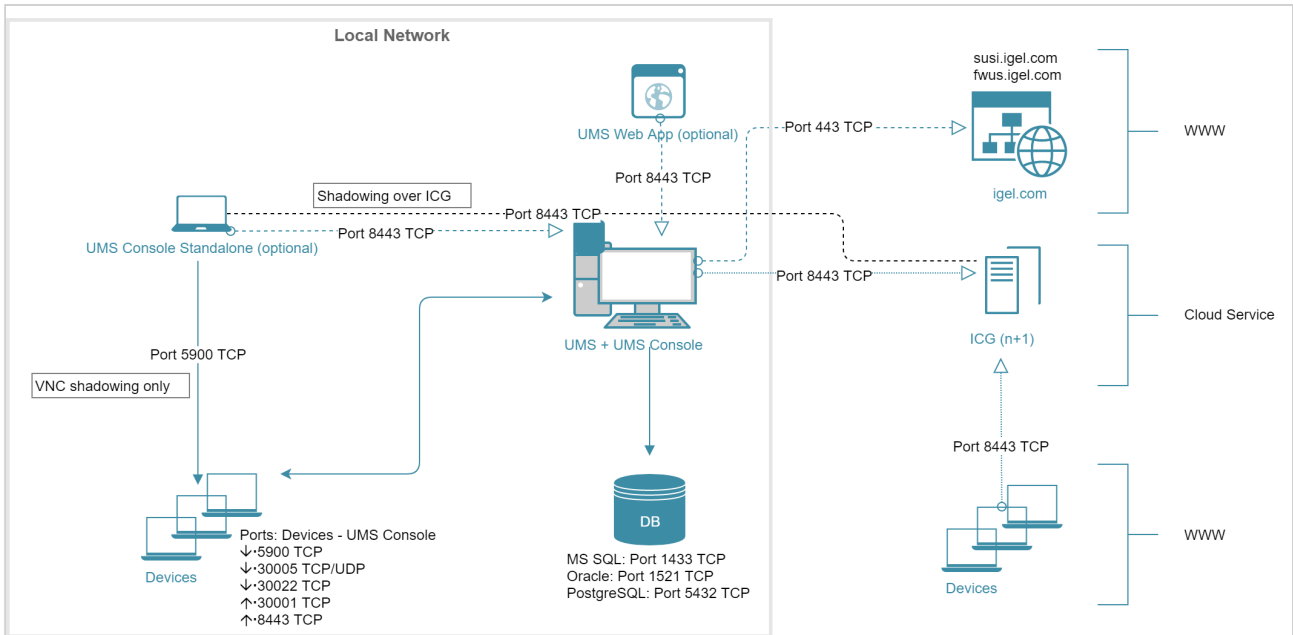 Local Network
susi.igel.com
fwus.igel.com
UMS Web App (optional)
Port 443 TCP
WWW
Port 8443 TCP
igel.com
Shadowing over ICG
Port 8443 TCP
Port 8443 TCP
UMS Console Standalone (optional)
Port 8443 TCP
Cloud Service
ICG (n+1)
UMS + UMS Console
Port 5900 TCP
VNC shadowing only
Port 8443 TCP
DB
Ports: Devices - UMS Console
↓·5900 TCP
↓·30005 TCP/UDP
↓·30022 TCP
↑·30001 TCP
↑·8443 TCP
Devices
MS SQL: Port 1433 TCP
Oracle: Port 1521 TCP
PostgreSQL: Port 5432 TCP
WWW
Devices